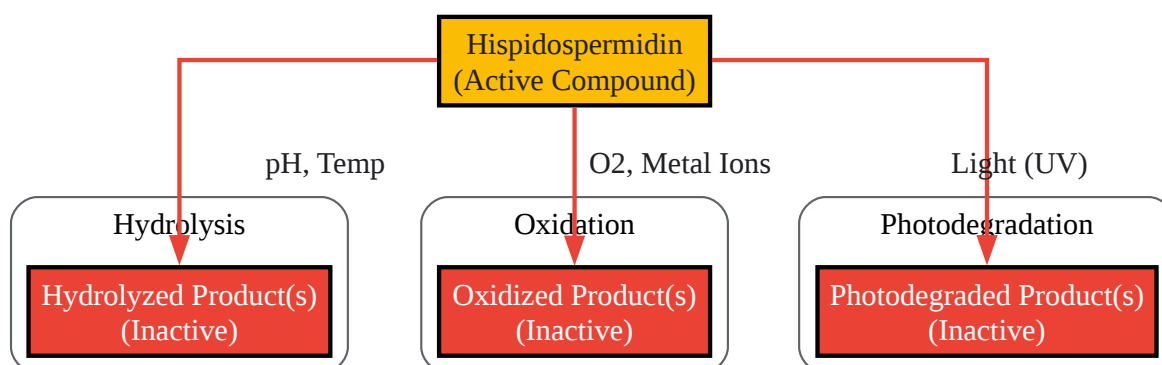 Hispidospermidin
(Active Compound)
pH, Temp
O2, Metal Ions
Light (UV)
Hydrolysis
Oxidation
Photodegradation
Hydrolyzed Product(s)
(Inactive)
Oxidized Product(s)
(Inactive)
Photodegraded Product(s)
(Inactive)